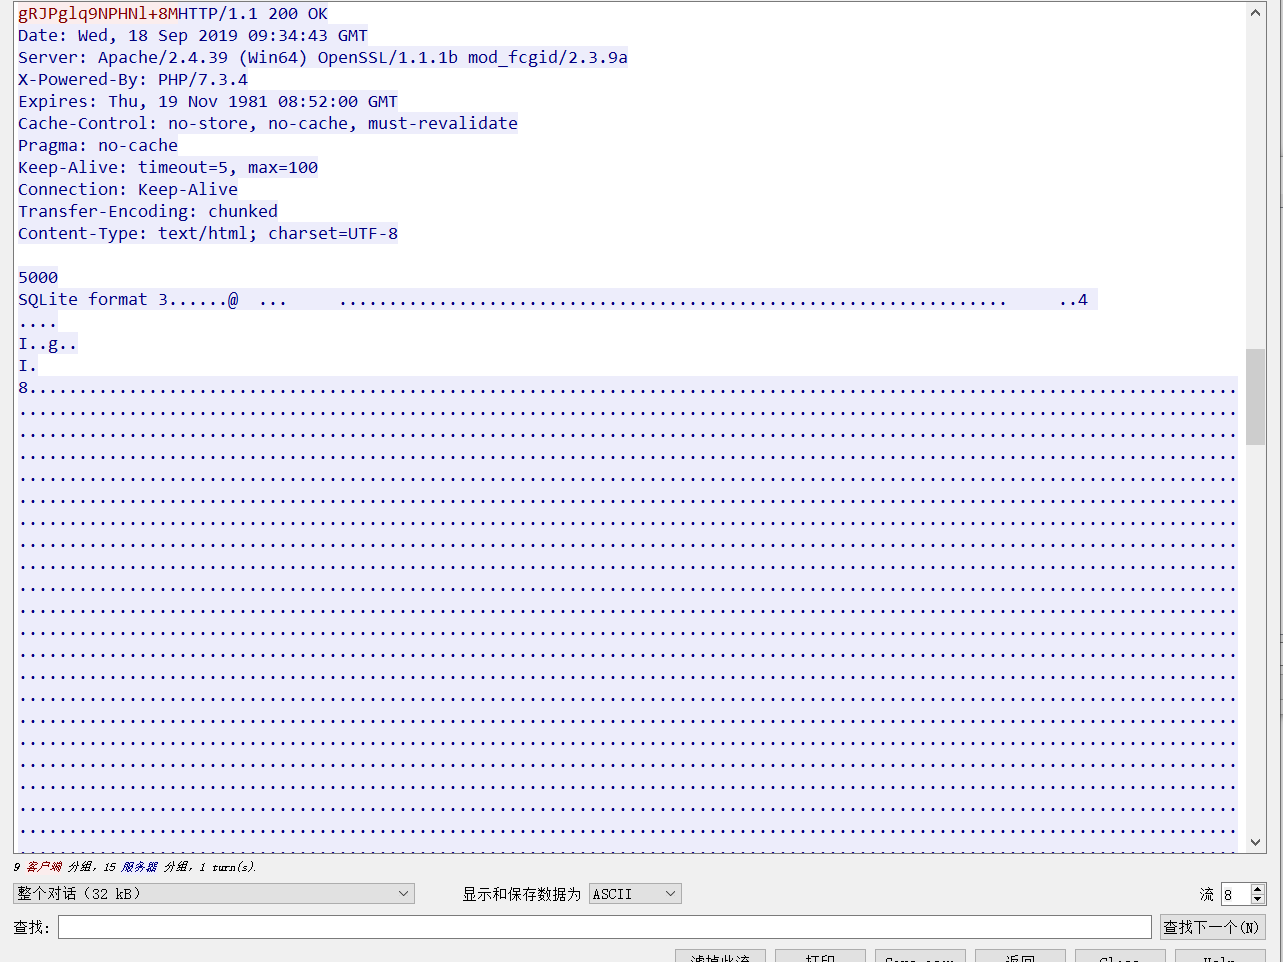 gRJPglq9NPHNl+8MHTTP/1.1 200 OK
Date: Wed, 18 Sep 2019 09:34:43 GMT
Server: Apache/2.4.39 (Win64) OpenSSL/1.1.1b mod_fcgid/2.3.9a
X-Powered-By: PHP/7.3.4
Expires: Thu, 19 Nov 1981 08:52:00 GMT
Cache-Control: no-store, no-cache, must-revalidate
Pragma: no-cache
Keep-Alive: timeout=5, max=100
Connection: Keep-Alive
Transfer-Encoding: chunked
Content-Type: text/html; charset=UTF-8
5000
SQLite format 3......@  ...     ...................................................................     ..4
....
I..g..
I.
8.........................................................................................................................
9 客户端 分组, 15 服务器 分组, 1 turn(s).
整个对话 (32 kB)
显示和保存数据为 ASCII
流 8
查找:
查找下一个(N)
滤掉此流 打印 Save as… 返回 Close Help